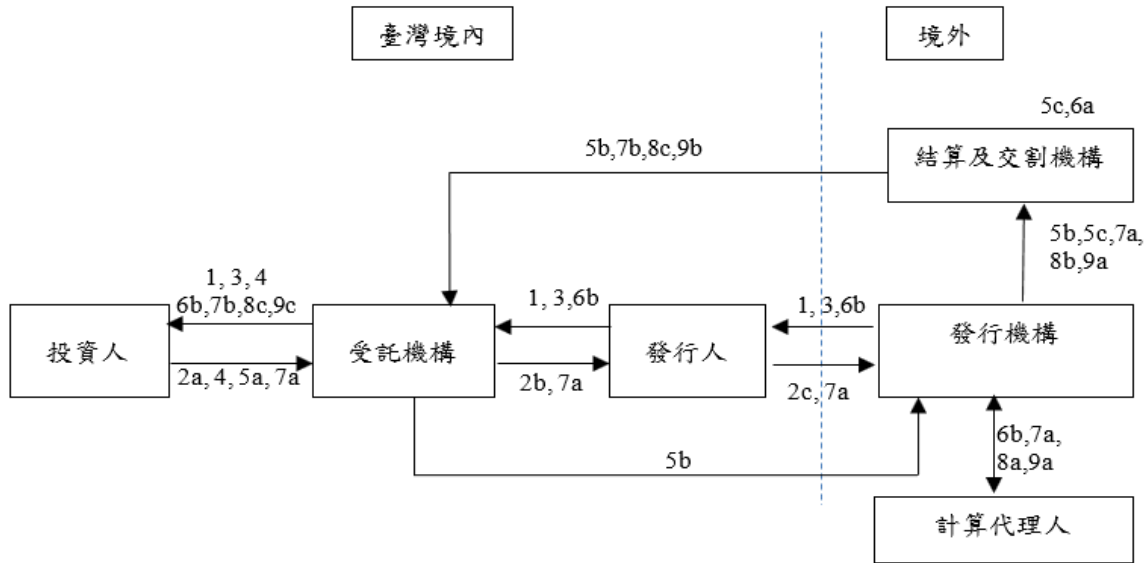 臺灣境內
境外
5c,6a
結算及交割機構
5b,7b,8c,9b
5b,5c,7a,
8b,9a
1, 3, 4
6b,7b,8c,9c
1, 3,6b
1, 3,6b
投資人
受託機構
發行人
發行機構
2a, 4, 5a, 7a
2b, 7a
2c, 7a
5b
6b,7a,
8a,9a
計算代理人